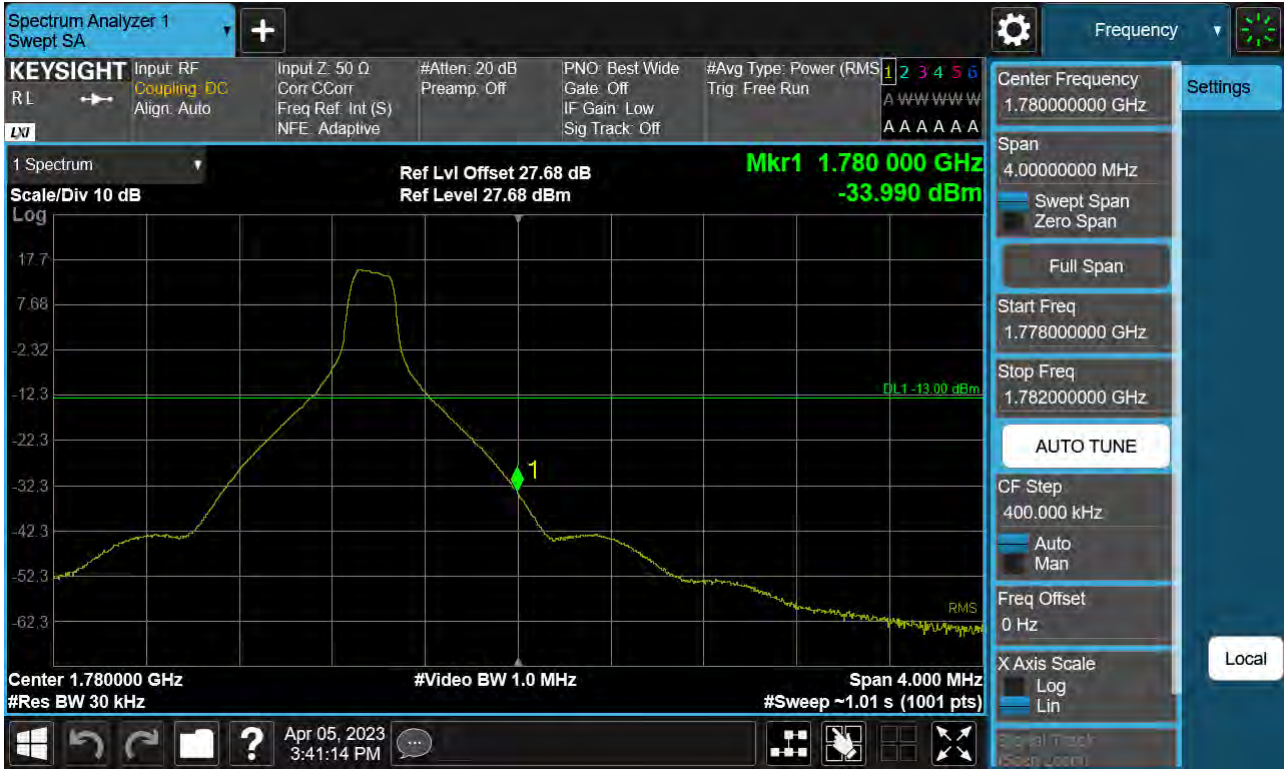 Spectrum Analyzer 1
Swept SA
Frequency
KEYSIGHT
R L
LXI
Input: RF
Coupling: DC
Align: Auto
Input Z: 50 Ω
Corr CCorr
Freq Ref: Int (S)
NFE: Adaptive
#Atten: 20 dB
Preamp: Off
PNO: Best Wide
Gate: Off
IF Gain: Low
Sig Track: Off
#Avg Type: Power (RMS
Trig: Free Run
1 2 3 4 5 6
A W W W W W
A A A A A A
1 Spectrum
Scale/Div 10 dB
Log
Ref Lvl Offset 27.68 dB
Ref Level 27.68 dBm
Mkr1 1.780 000 GHz
-33.990 dBm
17.7
7.68
-2.32
-12.3
-22.3
-32.3
-42.3
-52.3
-62.3
DL1 -13.00 dBm
1
RMS
Center 1.780000 GHz
#Res BW 30 kHz
#Video BW 1.0 MHz
Span 4.000 MHz
#Sweep ~1.01 s (1001 pts)
Center Frequency
1.780000000 GHz
Settings
Span
4.00000000 MHz
Swept Span
Zero Span
Full Span
Start Freq
1.778000000 GHz
Stop Freq
1.782000000 GHz
AUTO TUNE
CF Step
400.000 kHz
Auto
Man
Freq Offset
0 Hz
X Axis Scale
Log
Lin
Local
Signal Track
(Span Zoom)
?
Apr 05, 2023
3:41:14 PM